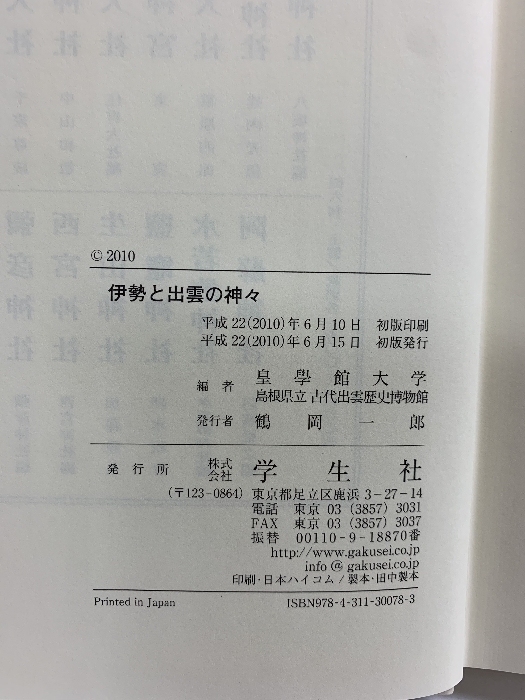 © 2010
伊勢と出雲の神々
平成 22(2010)年 6 月 10 日 初版印刷
平成 22(2010)年 6 月 15 日 初版発行
編者 皇學館大学
島根県立 古代出雲歴史博物館
発行者 鶴岡一郎
発行所 株式会社 学生社
(〒123-0864) 東京都足立区鹿浜 3-27-14
電話 東京 03 (3857) 3031
FAX 東京 03 (3857) 3037
振替 00110-9-18870番
http://www.gakusei.co.jp
info@gakusei.co.jp
印刷・日本ハイコム/製本・田中製本
Printed in Japan ISBN978-4-311-30078-3